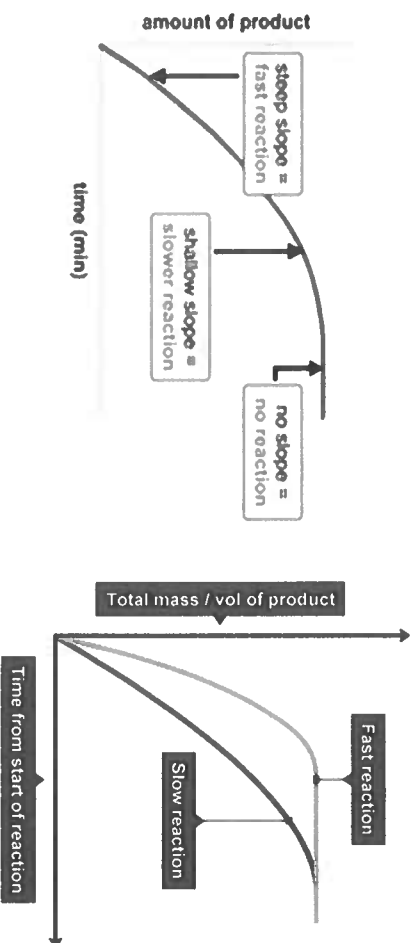 amount of product
steep slope =
fast reaction
shallow slope =
slower reaction
no slope =
no reaction
time (min)
Total mass / vol of product
Fast reaction
Slow reaction
Time from start of reaction